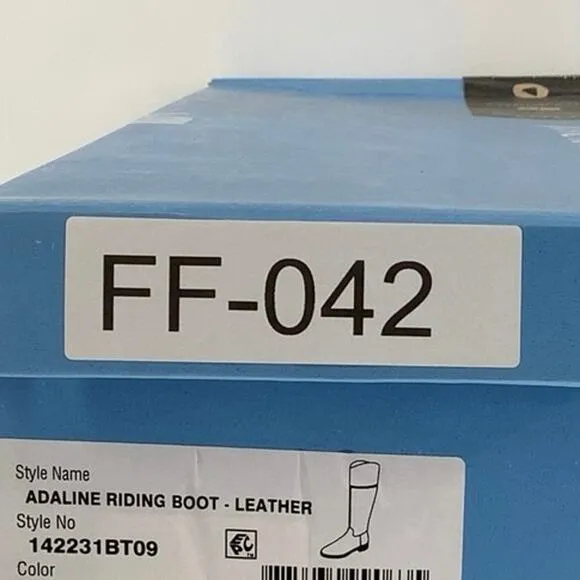 FF-042
Style Name
ADALINE RIDING BOOT - LEATHER
Style No
142231BT09
Color